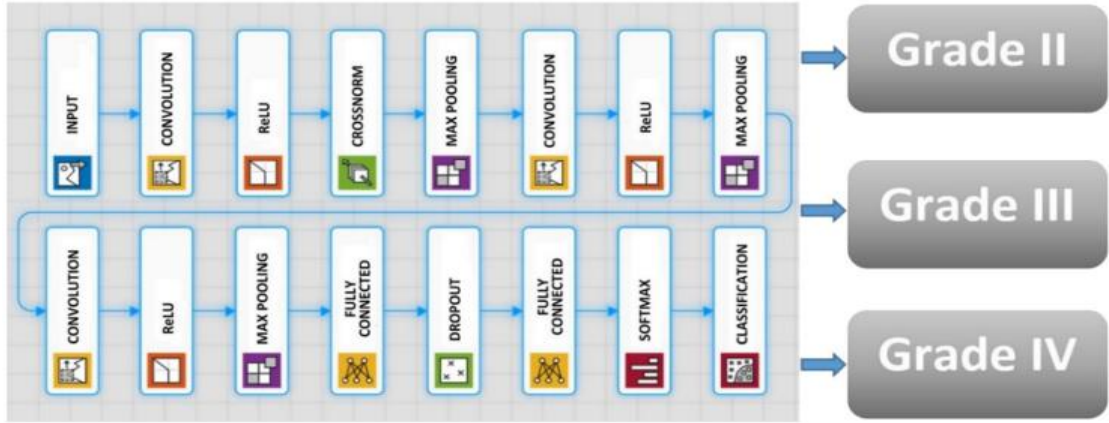 INPUT
CONVOLUTION
ReLU
CROSSNORM
MAX POOLING
CONVOLUTION
ReLU
MAX POOLING
CONVOLUTION
ReLU
MAX POOLING
FULLY
CONNECTED
DROPOUT
FULLY
CONNECTED
SOFTMAX
CLASSIFICATION
Grade II
Grade III
Grade IV